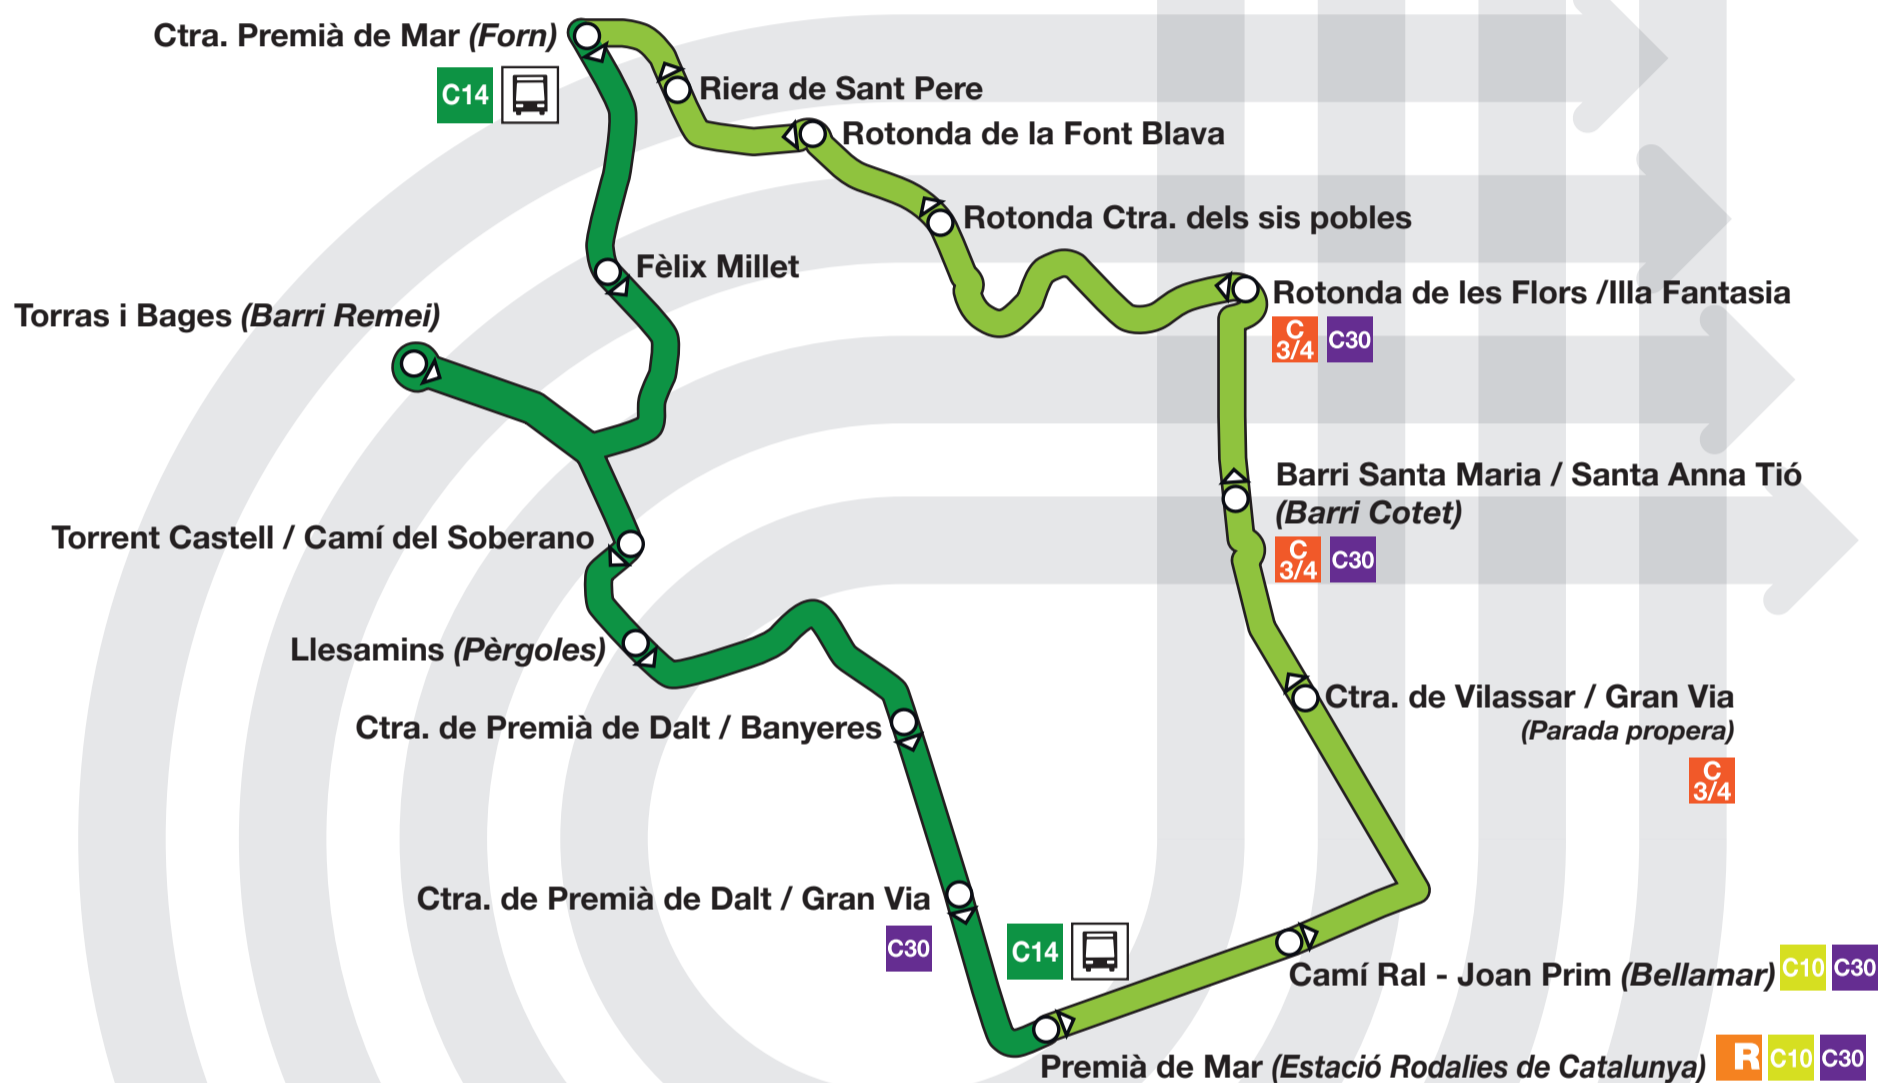 Ctra. Premià de Mar (Forn)
C14
Riera de Sant Pere
Rotonda de la Font Blava
Rotonda Ctra. dels sis pobles
Fèlix Millet
Rotonda de les Flors /Illa Fantasia
C 3/4 C30
Torras i Bages (Barri Remei)
Barri Santa Maria / Santa Anna Tió
(Barri Cotet)
C 3/4 C30
Torrent Castell / Camí del Soberano
Llesamins (Pèrgoles)
Ctra. de Vilassar / Gran Via
(Parada propera)
C 3/4
Ctra. de Premià de Dalt / Banyeres
Ctra. de Premià de Dalt / Gran Via
C30
C14
Camí Ral - Joan Prim (Bellamar) C10 C30
Premià de Mar (Estació Rodalies de Catalunya) R C10 C30